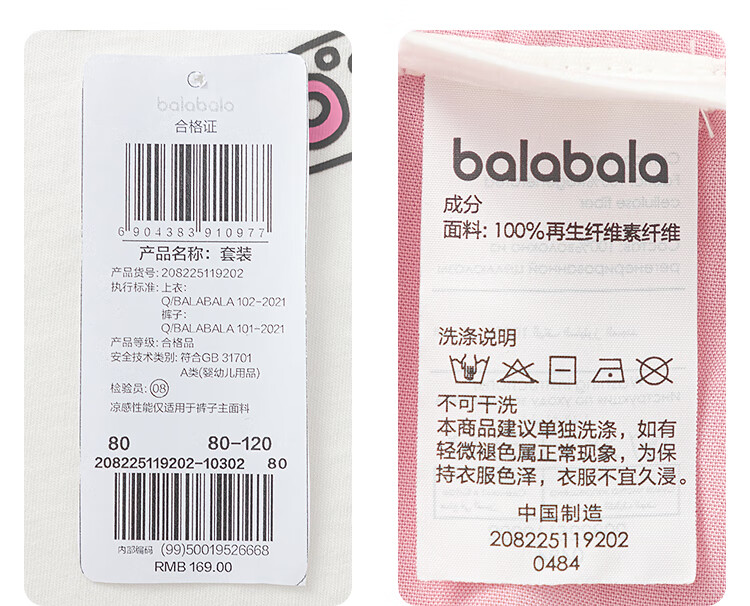 balabala
合格证
6 904383 910977
产品名称: 套装
产品货号: 208225119202
执行标准: 上衣:
Q/BALABALA 102-2021
裤子:
Q/BALABALA 101-2021
产品等级: 合格品
安全技术类别: 符合GB 31701
A类(婴幼儿用品)
检验员: 08
凉感性能仅适用于裤子主面料
80 80-120
208225119202-10302 80
内部编码 (99)50019526668
RMB 169.00
balabala
成分
面料: 100%再生纤维素纤维
洗涤说明
不可干洗
本商品建议单独洗涤，如有
轻微褪色属正常现象，为保
持衣服色泽，衣服不宜久浸。
中国制造
208225119202
0484